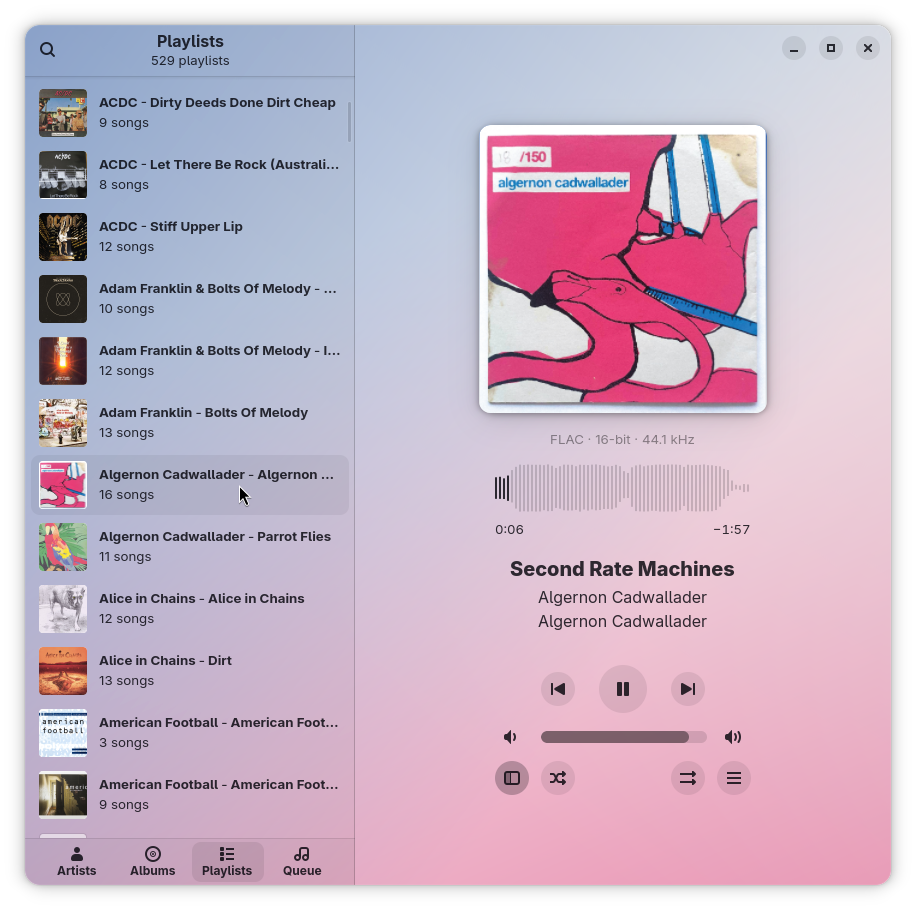 Playlists
529 playlists
ACDC - Dirty Deeds Done Dirt Cheap
9 songs
ACDC - Let There Be Rock (Australi...
8 songs
ACDC - Stiff Upper Lip
12 songs
Adam Franklin & Bolts Of Melody - ...
10 songs
Adam Franklin & Bolts Of Melody - I...
12 songs
Adam Franklin - Bolts Of Melody
13 songs
Algernon Cadwallader - Algernon ...
16 songs
Algernon Cadwallader - Parrot Flies
11 songs
Alice in Chains - Alice in Chains
12 songs
Alice in Chains - Dirt
13 songs
american
football
American Football - American Foot...
3 songs
American Football - American Foot...
9 songs
Artists
Albums
Playlists
Queue
/150
algernon cadwallader
FLAC · 16-bit · 44.1 kHz
0:06
−1:57
Second Rate Machines
Algernon Cadwallader
Algernon Cadwallader